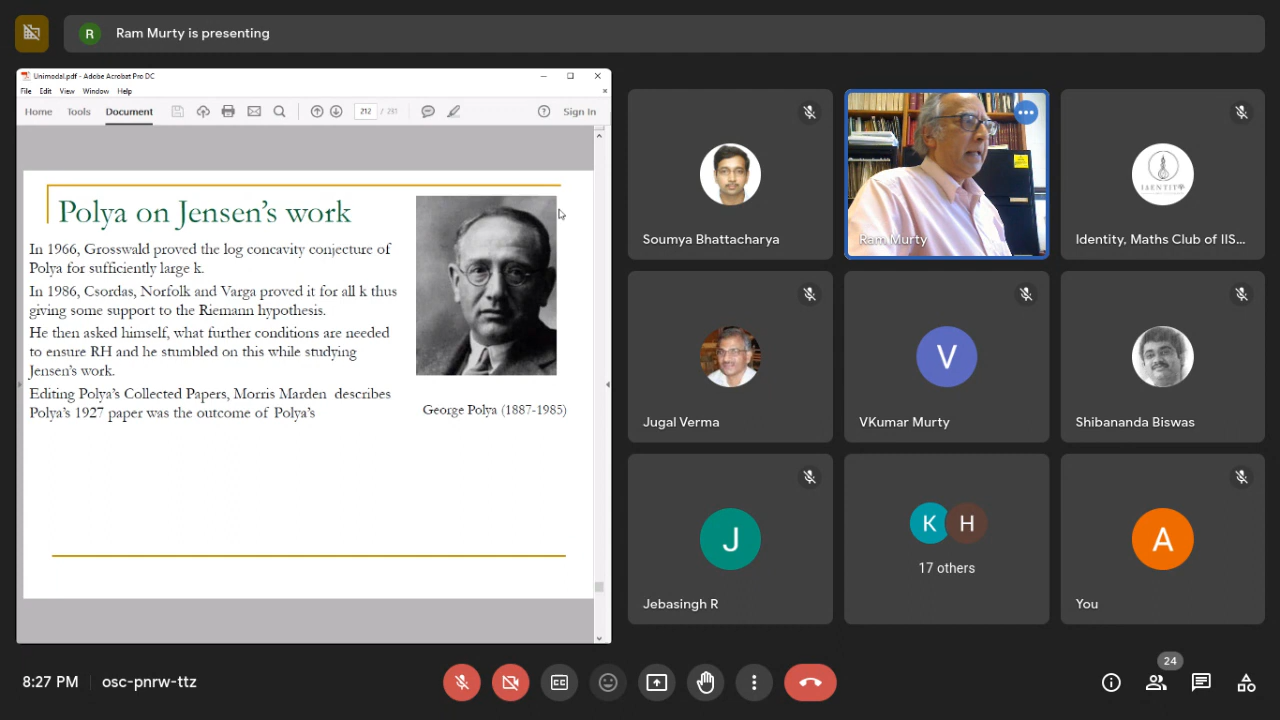 R
Ram Murty is presenting
Unimodal.pdf - Adobe Acrobat Pro DC
File Edit View Window Help
Home Tools Document 212 / 231 Sign In
Polya on Jensen's work
In 1966, Grosswald proved the log concavity conjecture of
Polya for sufficiently large k.
In 1986, Csordas, Norfolk and Varga proved it for all k thus
giving some support to the Riemann hypothesis.
He then asked himself, what further conditions are needed
to ensure RH and he stumbled on this while studying
Jensen's work.
Editing Polya's Collected Papers, Morris Marden describes
Polya's 1927 paper was the outcome of Polya's
George Polya (1887-1985)
Soumya Bhattacharya
Ram Murty
IdENTITY
Identity, Maths Club of IIS...
Jugal Verma
V
VKumar Murty
Shibananda Biswas
J
Jebasingh R
K H
17 others
A
You
8:27 PM osc-pnrw-ttz
CC
24